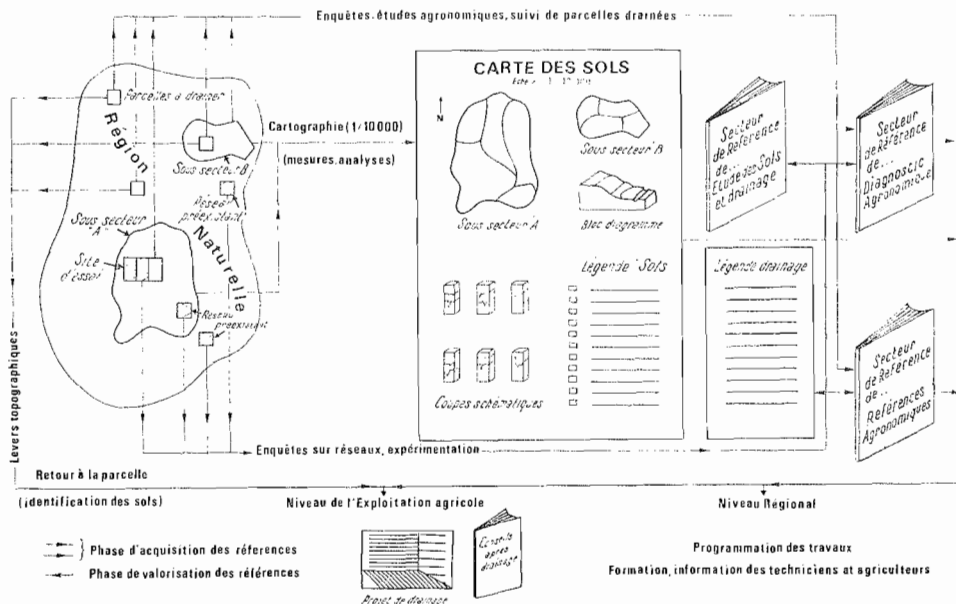 Enquêtes, études agronomiques, suivi de parcelles drainées
Parcelles à drainer
Région
Naturelle
Sous secteur B
Réseau
préexistant
Sous secteur
A
Site
d'essai
Réseau
préexistant
Cartographie (1/10000)
(mesures, analyses)
CARTE DES SOLS
N
Sous secteur A
Sous secteur B
Bloc diagramme
Légende Sols
Coupes schématiques
Légende drainage
Secteur
de Référence
de...
Etude des Sols
et drainage
Secteur
de Référence
de...
Diagnostic
Agronomique
Secteur
de Référence
de...
Références
Agronomiques
Levers topographiques
Enquêtes sur réseaux, expérimentation
Retour à la parcelle
(identification des sols)
Niveau de l'Exploitation agricole
Niveau Régional
Phase d'acquisition des réferences
Phase de valorisation des références
Projet de drainage
Conseils
après
drainage
Programmation des travaux
Formation, information des techniciens at agriculteurs